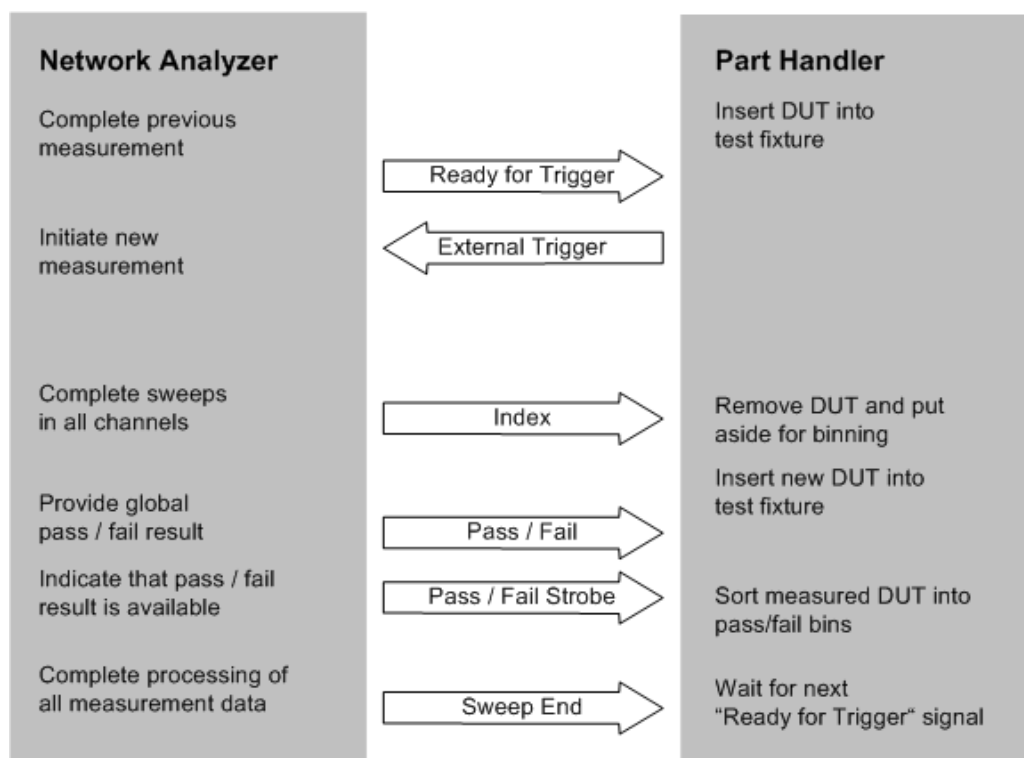 Network Analyzer
Complete previous
measurement
Initiate new
measurement
Complete sweeps
in all channels
Provide global
pass / fail result
Indicate that pass / fail
result is available
Complete processing of
all measurement data
Ready for Trigger
External Trigger
Index
Pass / Fail
Pass / Fail Strobe
Sweep End
Part Handler
Insert DUT into
test fixture
Remove DUT and put
aside for binning
Insert new DUT into
test fixture
Sort measured DUT into
pass/fail bins
Wait for next
“Ready for Trigger“ signal